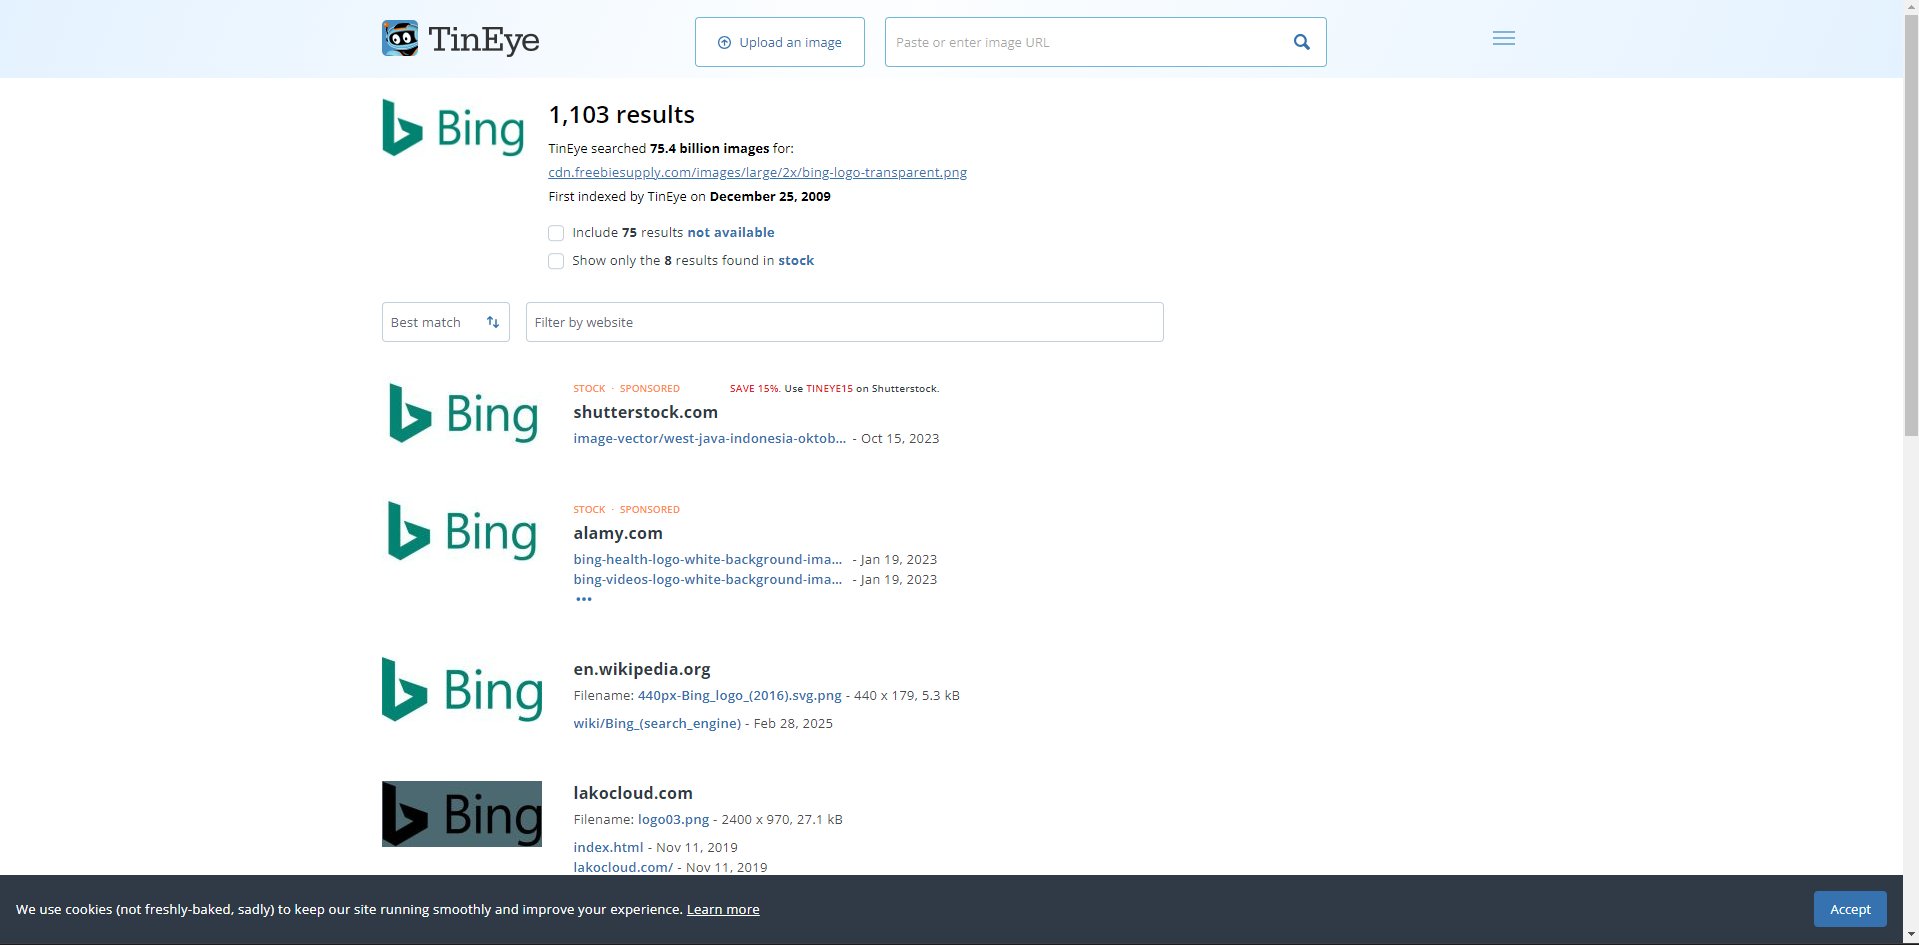 TinEye
Upload an image
Paste or enter image URL
Bing
1,103 results
TinEye searched 75.4 billion images for:
cdn.freebiesupply.com/images/large/2x/bing-logo-transparent.png
First indexed by TinEye on December 25, 2009
Include 75 results not available
Show only the 8 results found in stock
Best match
Filter by website
Bing
STOCK · SPONSORED
SAVE 15%. Use TINEYE15 on Shutterstock.
shutterstock.com
image-vector/west-java-indonesia-oktob... - Oct 15, 2023
Bing
STOCK · SPONSORED
alamy.com
bing-health-logo-white-background-ima... - Jan 19, 2023
bing-videos-logo-white-background-ima... - Jan 19, 2023
•••
Bing
en.wikipedia.org
Filename: 440px-Bing_logo_(2016).svg.png - 440 x 179, 5.3 kB
wiki/Bing_(search_engine) - Feb 28, 2025
Bing
lakocloud.com
Filename: logo03.png - 2400 x 970, 27.1 kB
index.html - Nov 11, 2019
lakocloud.com/ - Nov 11, 2019
We use cookies (not freshly-baked, sadly) to keep our site running smoothly and improve your experience. Learn more
Accept